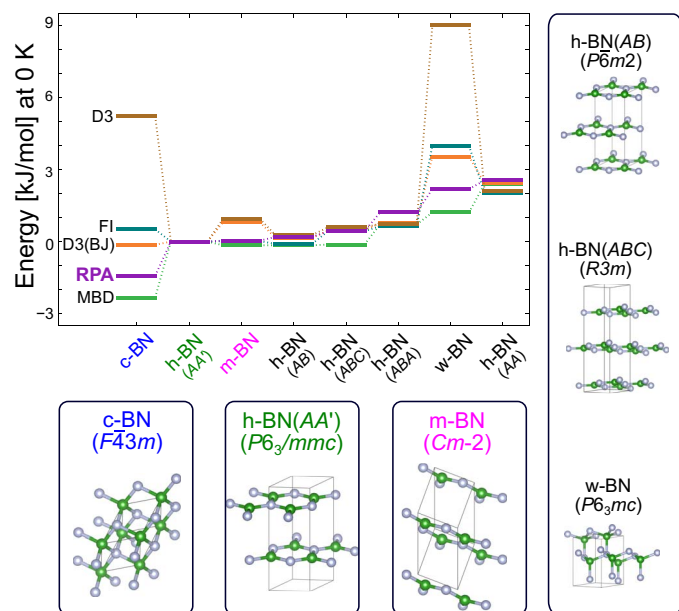 Energy [kJ/mol] at 0 K
9
6
3
0
−3
D3
FI
D3(BJ)
RPA
MBD
c-BN
h-BN
(AA')
m-BN
h-BN
(AB)
h-BN
(ABC)
h-BN
(ABA)
w-BN
h-BN
(AA)
c-BN
(F4̅3m)
h-BN(AA')
(P6₃/mmc)
m-BN
(Cm-2)
h-BN(AB)
(P6̅m2)
h-BN(ABC)
(R3m)
w-BN
(P6₃mc)